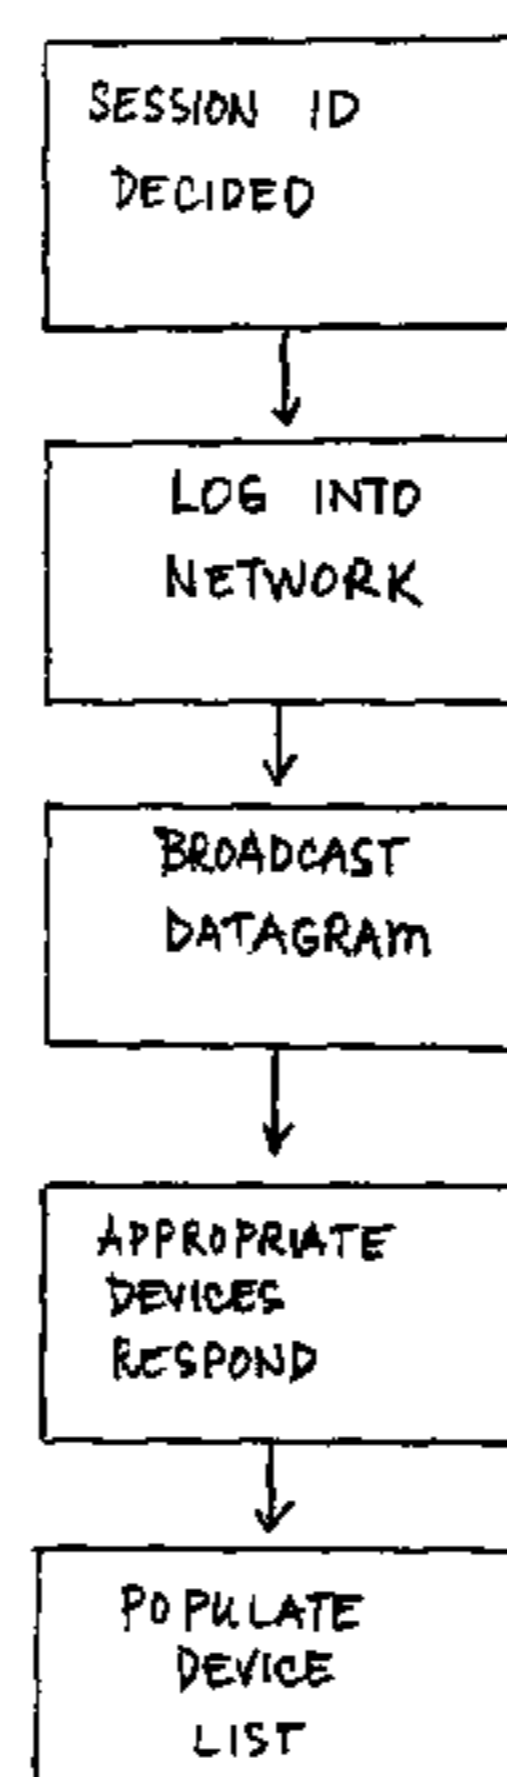 SESSION ID
DECIDED
LOG INTO
NETWORK
BROADCAST
DATAGRAM
APPROPRIATE
DEVICES
RESPOND
POPULATE
DEVICE
LIST